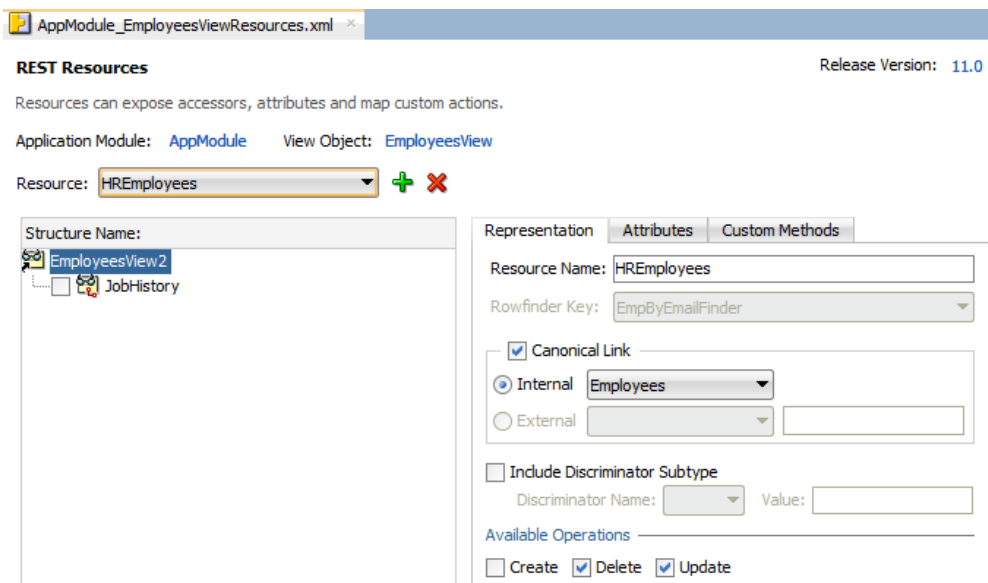 AppModule_EmployeesViewResources.xml
REST Resources
Release Version: 11.0
Resources can expose accessors, attributes and map custom actions.
Application Module: AppModule View Object: EmployeesView
Resource: HREmployees
Structure Name:
EmployeesView2
JobHistory
Representation Attributes Custom Methods
Resource Name: HREmployees
Rowfinder Key: EmpByEmailFinder
Canonical Link
Internal Employees
External
Include Discriminator Subtype
Discriminator Name: Value:
Available Operations
Create Delete Update